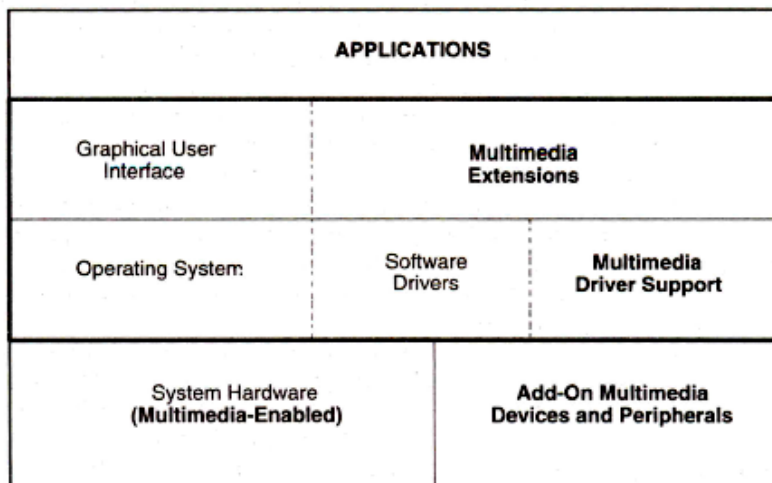 APPLICATIONS
Graphical User
Interface
Multimedia
Extensions
Operating System
Software
Drivers
Multimedia
Driver Support
System Hardware
(Multimedia-Enabled)
Add-On Multimedia
Devices and Peripherals